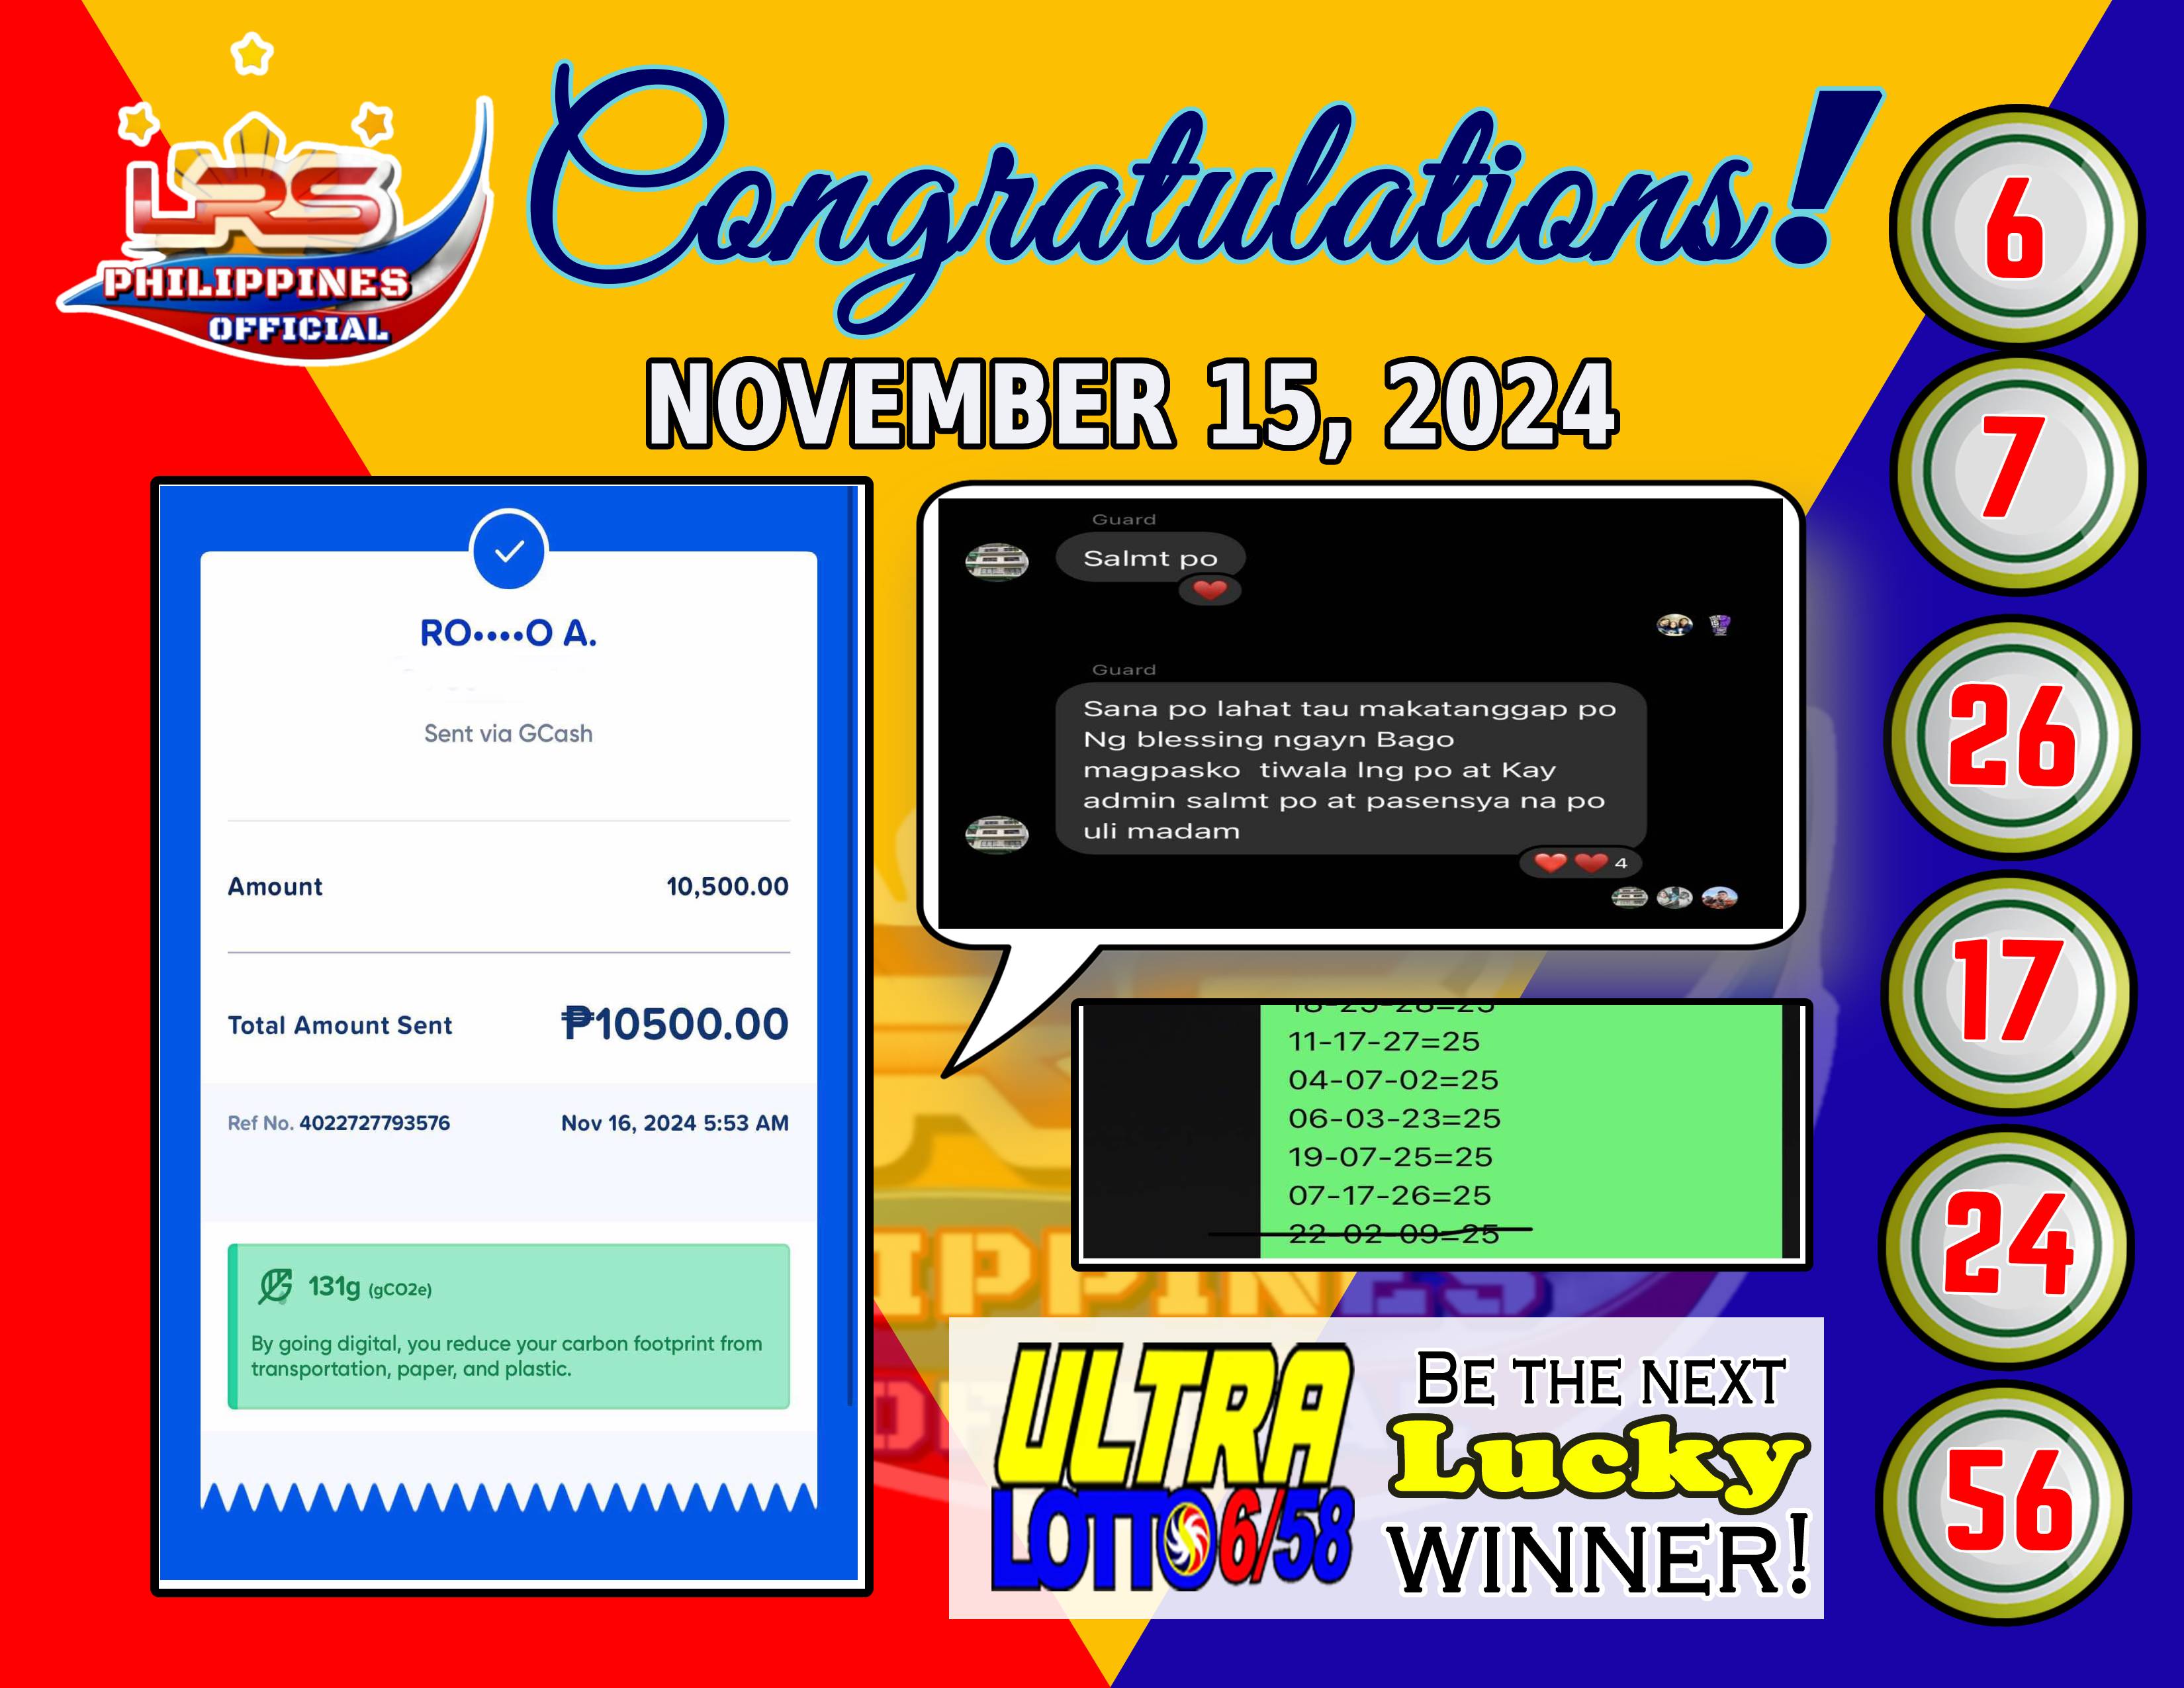 LRS
PHILIPPINES
OFFICIAL
Congratulations!
NOVEMBER 15, 2024
RO••••O A.
Sent via GCash
Amount 10,500.00
Total Amount Sent ₱10500.00
Ref No. 4022727793576 Nov 16, 2024 5:53 AM
131g (gCO2e)
By going digital, you reduce your carbon footprint from
transportation, paper, and plastic.
Guard
Salmt po
Guard
Sana po lahat tau makatanggap po
Ng blessing ngayn Bago
magpasko tiwala lng po at Kay
admin salmt po at pasensya na po
uli madam
4
18-25-28=25
11-17-27=25
04-07-02=25
06-03-23=25
19-07-25=25
07-17-26=25
22-02-09=25
ULTRA
LOTTO 6/58
BE THE NEXT
Lucky
WINNER!
6
7
26
17
24
56